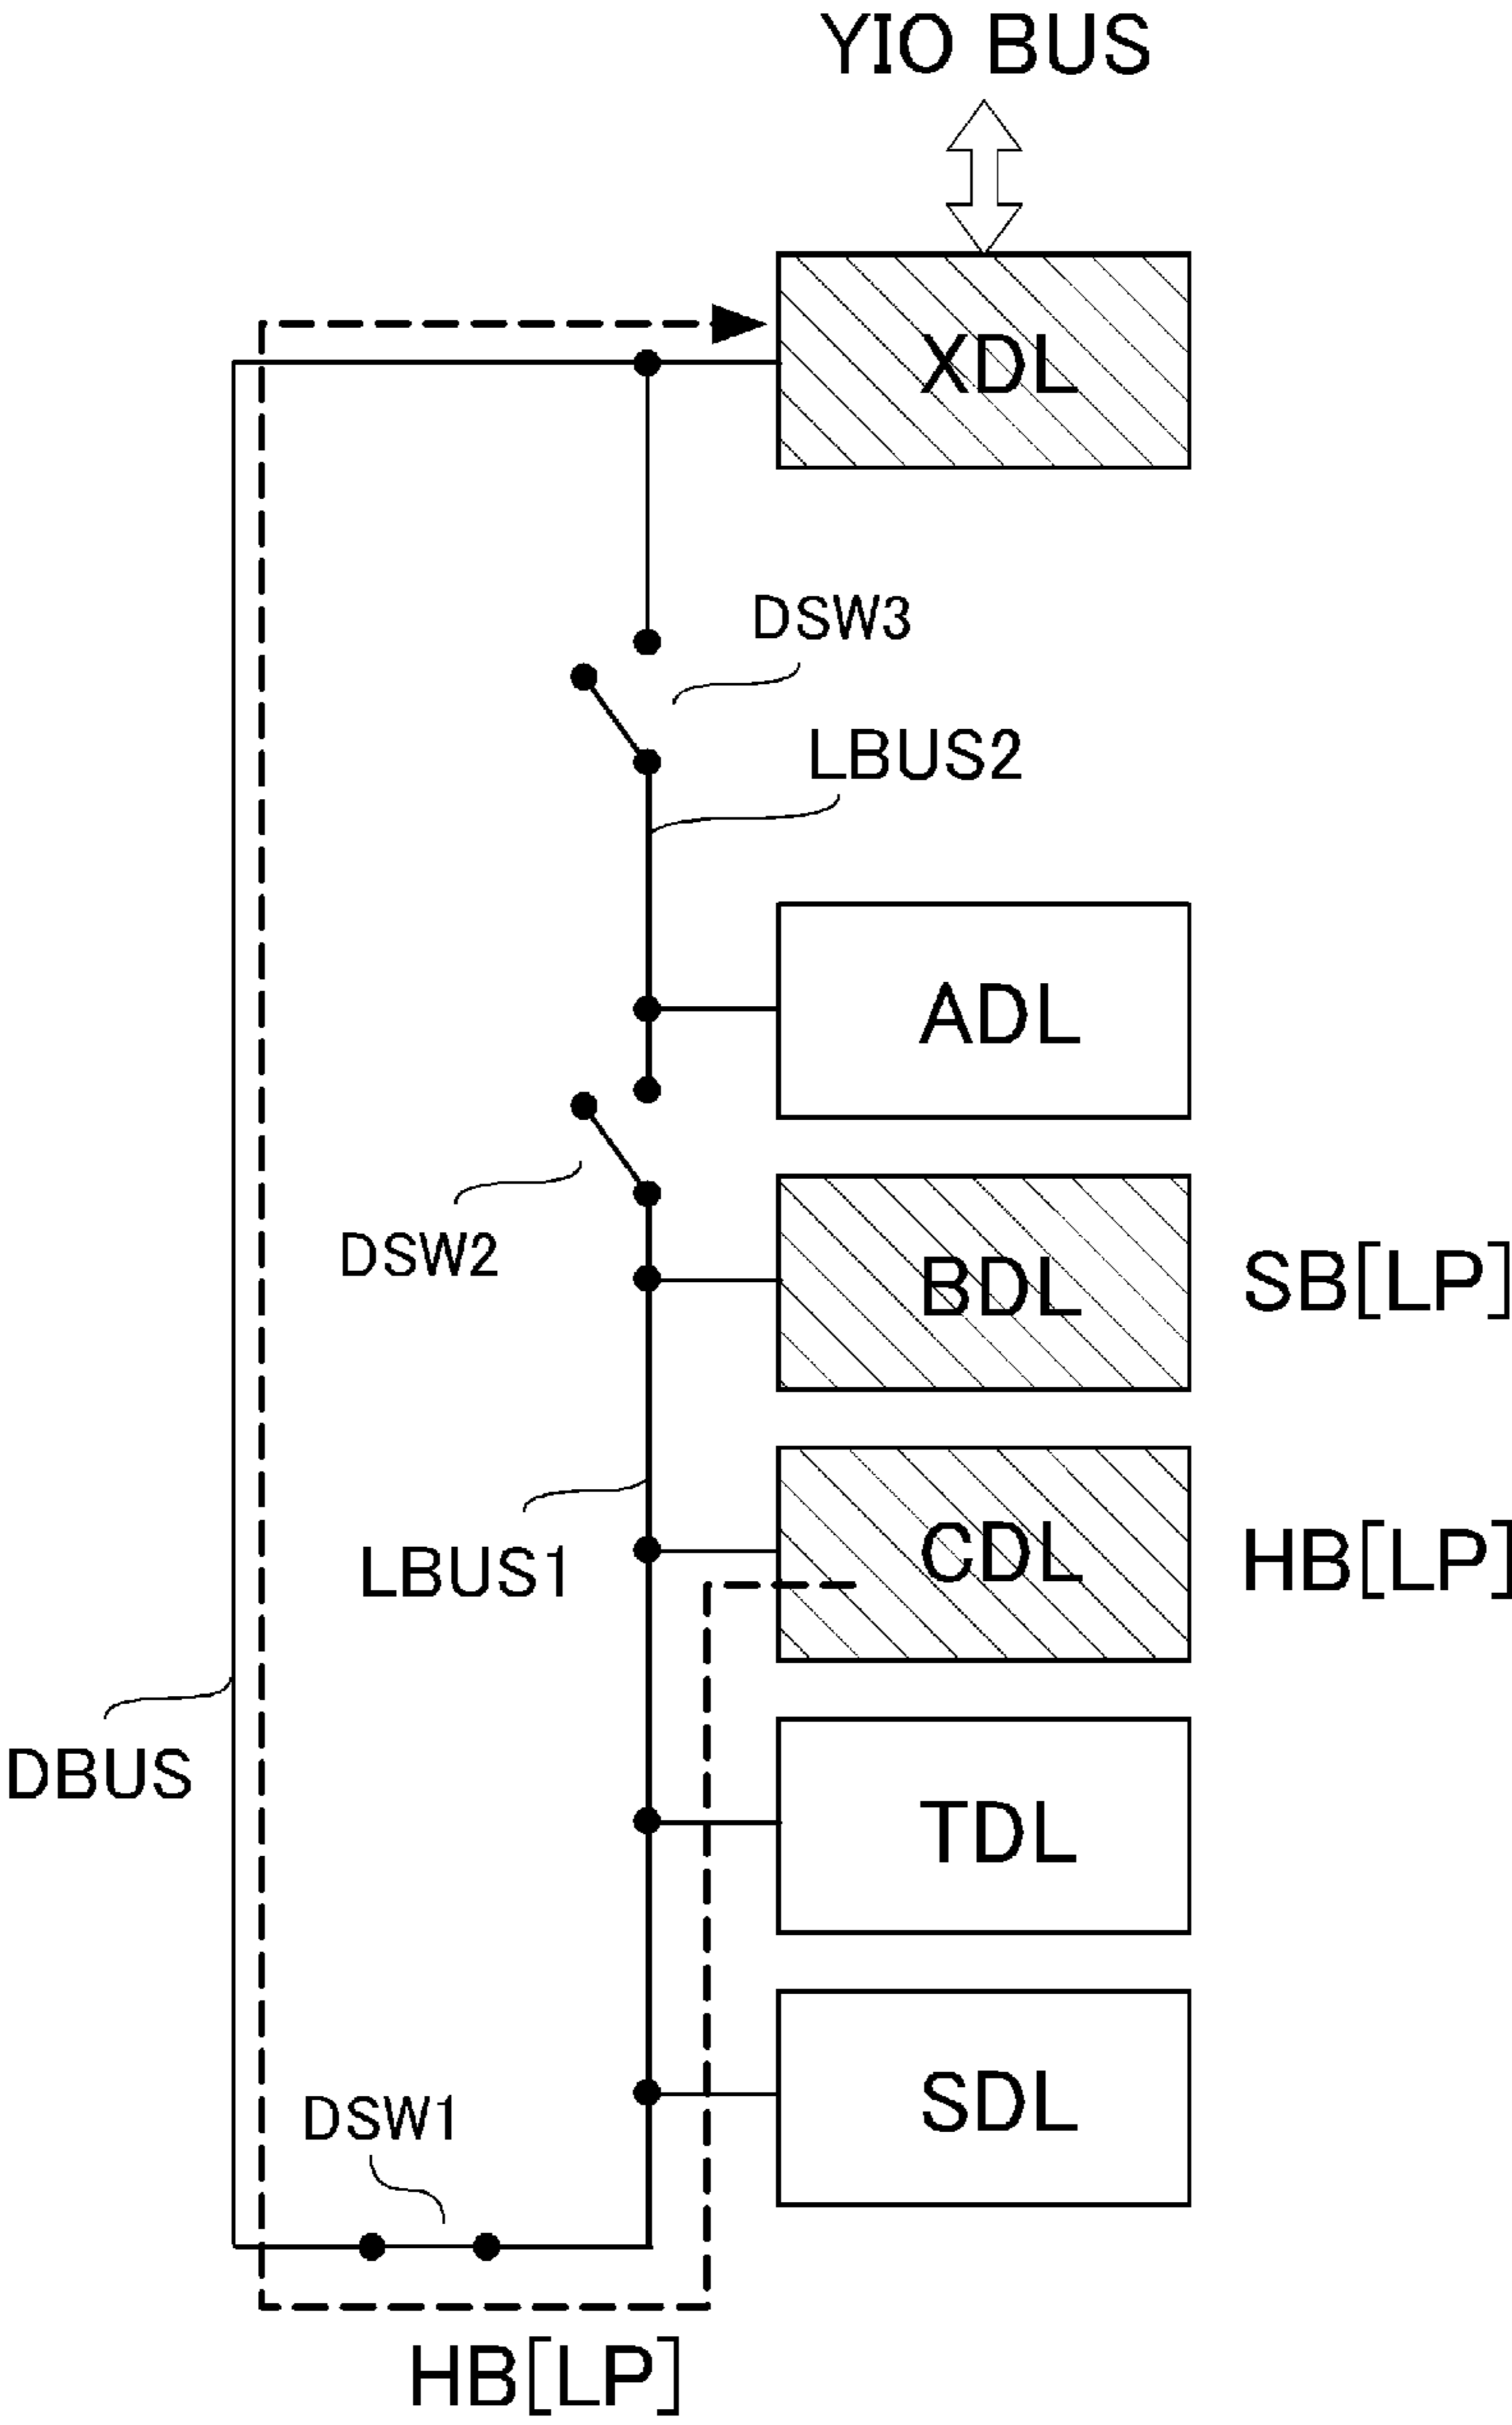 YIO BUS
XDL
DSW3
LBUS2
ADL
DSW2
BDL
SB[LP]
CDL
HB[LP]
LBUS1
DBUS
TDL
SDL
DSW1
HB[LP]